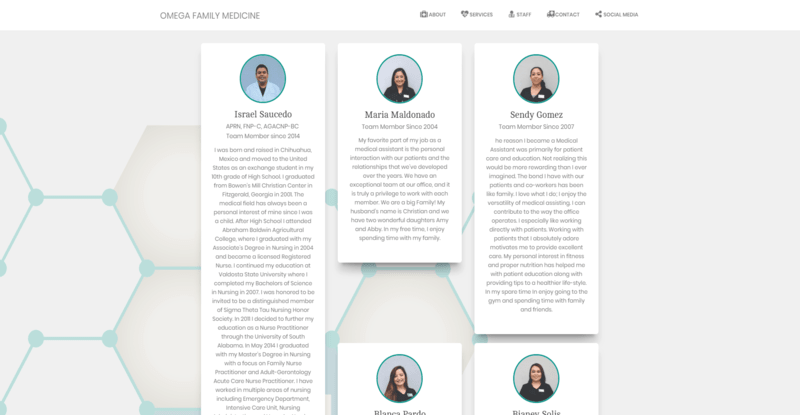 OMEGA FAMILY MEDICINE
ABOUT
SERVICES
STAFF
CONTACT
SOCIAL MEDIA
Israel Saucedo
APRN, FNP-C, AGACNP-BC
Team Member Since 2014
I was born and raised in Chihuahua,
Mexico and moved to the United
States as an exchange student in my
10th grade of High School. I graduated
from Bowen's Mill Christian Center in
Fitzgerald, Georgia in 2001. The
medical field has always been a
personal interest of mine since I was
a child. After High School I attended
Abraham Baldwin Agricultural
College, where I graduated with my
Associate's Degree in Nursing in 2004
and became a licensed Registered
Nurse. I continued my education at
Valdosta State University where I
completed my Bachelors of Science
in Nursing in 2007. I was honored to be
invited to be a distinguished member
of Sigma Theta Tau Nursing Honor
Society. In 2011 I decided to further my
education as a Nurse Practitioner
through the University of South
Alabama. In May 2014 I graduated
with my Master's Degree in Nursing
with a focus on Family Nurse
Practitioner and Adult-Gerontology
Acute Care Nurse Practitioner. I have
worked in multiple areas of nursing
including Emergency Department,
Intensive Care Unit, Nursing
Maria Maldonado
Team Member Since 2004
My favorite part of my job as a
medical assistant is the personal
interaction with our patients and the
relationships that we've developed
over the years. We have an
exceptional team at our office, and it
is truly a privilege to work with each
member. We are a big Family! My
husband's name is Christian and we
have two wonderful daughters Amy
and Abby. In my free time, I enjoy
spending time with my family.
Sendy Gomez
Team Member Since 2007
he reason I became a Medical
Assistant was primarily for patient
care and education. Not realizing this
would be more rewarding than I ever
imagined. The bond I have with our
patients and co-workers has been
like family. I love what I do; I enjoy the
versatility of medical assisting. I can
contribute to the way the office
operates. I especially like working
directly with patients. Working with
patients that I absolutely adore
motivates me to provide excellent
care. My personal interest in fitness
and proper nutrition has helped me
with patient education along with
providing tips to a healthier life-style.
In my spare time in enjoy going to the
gym and spending time with family
and friends.
Blanca Pardo
Bianey Solis